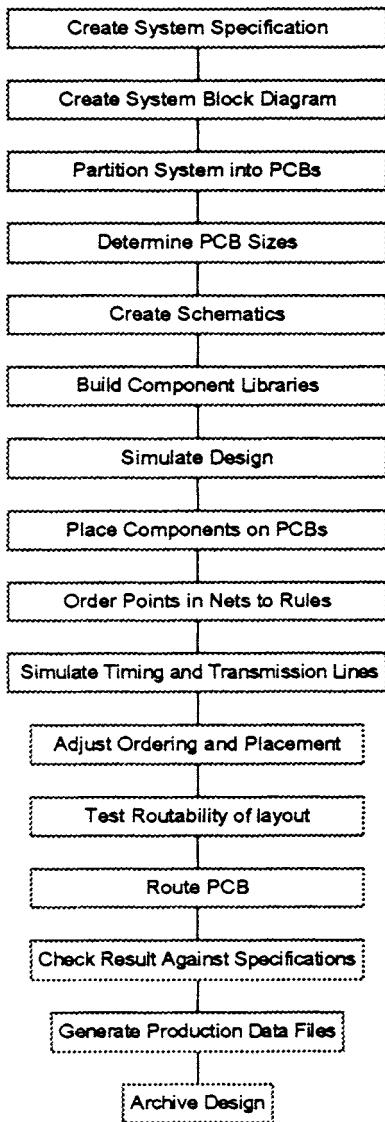 Create System Specification
Create System Block Diagram
Partition System into PCBs
Determine PCB Sizes
Create Schematics
Build Component Libraries
Simulate Design
Place Components on PCBs
Order Points in Nets to Rules
Simulate Timing and Transmission Lines
Adjust Ordering and Placement
Test Routability of layout
Route PCB
Check Result Against Specifications
Generate Production Data Files
Archive Design